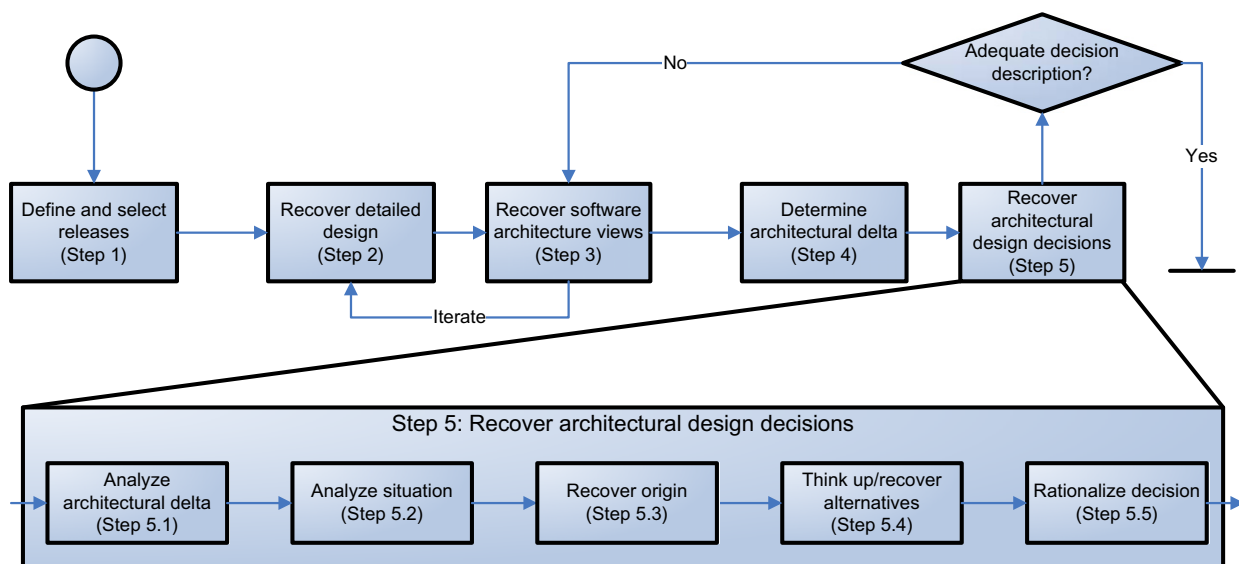 Adequate decision
description?
No
Yes
Define and select
releases
(Step 1)
Recover detailed
design
(Step 2)
Recover software
architecture views
(Step 3)
Determine
architectural delta
(Step 4)
Recover
architectural
design decisions
(Step 5)
Iterate
Step 5: Recover architectural design decisions
Analyze
architectural delta
(Step 5.1)
Analyze situation
(Step 5.2)
Recover origin
(Step 5.3)
Think up/recover
alternatives
(Step 5.4)
Rationalize decision
(Step 5.5)